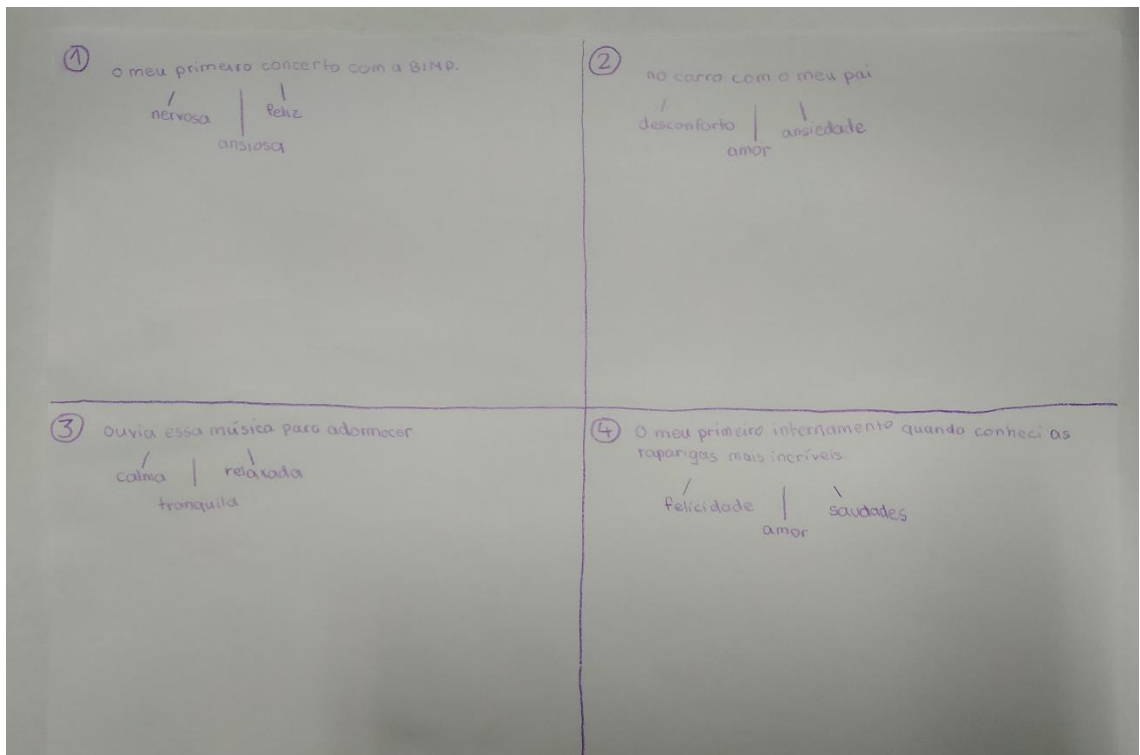 1 o meu primeiro concerto com a BIMP.
nervosa feliz
ansiosa
2 no carro com o meu pai
desconforto ansiedade
amor
3 ouvia essa música para adormecer
calma relaxada
tranquila
4 O meu primeiro internamento quando conheci as
raparigas mais incríveis
felicidade saudades
amor